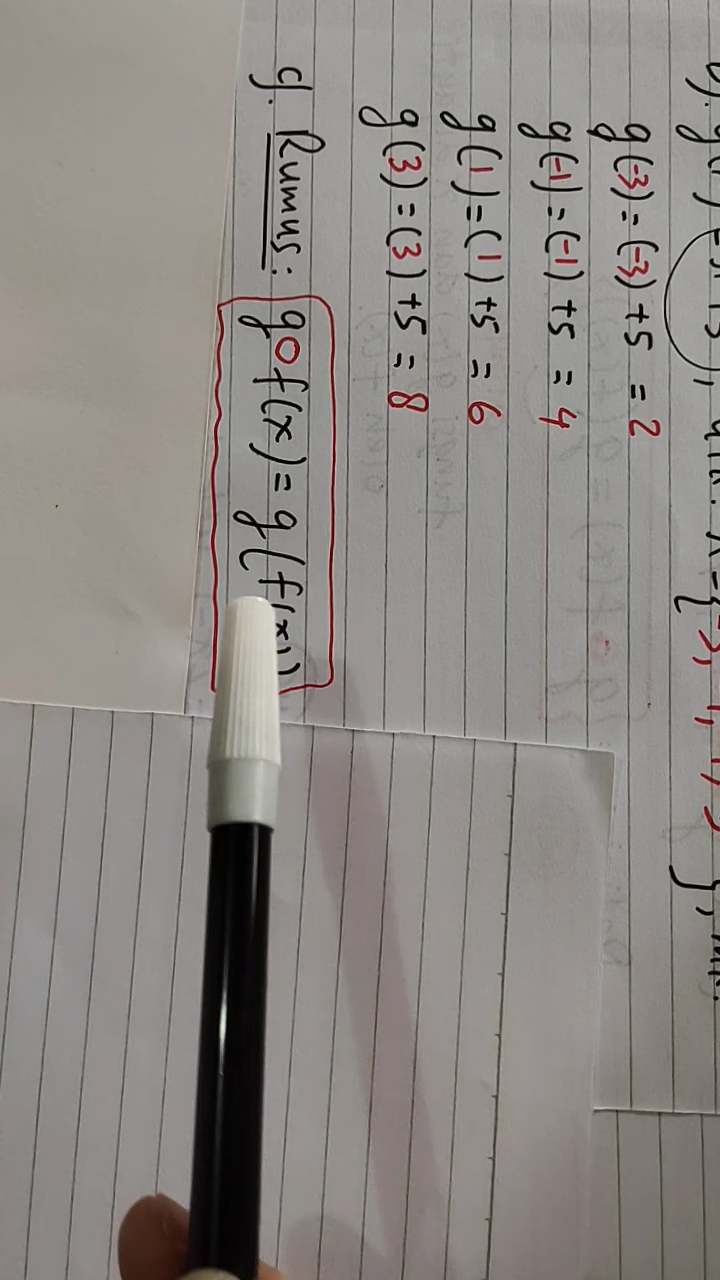 g(-3) = (-3) + 5 = 2
g(-1) = (-1) + 5 = 4
g(1) = (1) + 5 = 6
g(3) = (3) + 5 = 8
c). Rumus: g o f(x) = g(f(x))